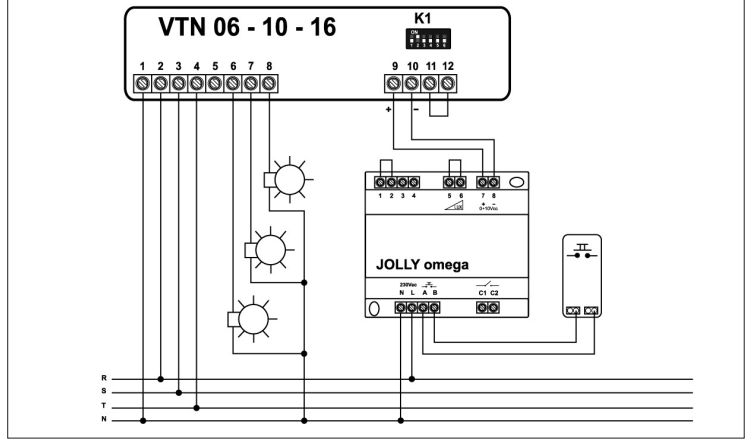 VTN 06 - 10 - 16
K1
ON
1 2 3 4 5 6
1 2 3 4 5 6 7 8
9 10 11 12
+ −
1 2 3 4
5 6
7 8
LUX
+ −
0÷10Vcc
JOLLY omega
230Vac
N L A B
C1 C2
R
S
T
N